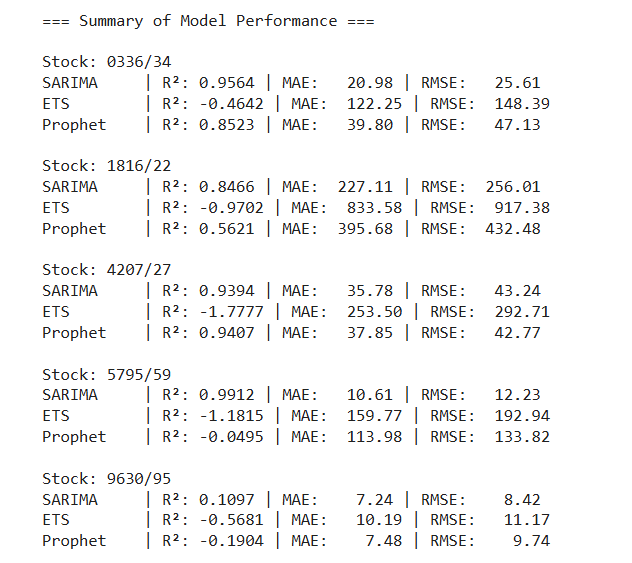 === Summary of Model Performance ===
Stock: 0336/34
SARIMA | R²: 0.9564 | MAE: 20.98 | RMSE: 25.61
ETS | R²: -0.4642 | MAE: 122.25 | RMSE: 148.39
Prophet | R²: 0.8523 | MAE: 39.80 | RMSE: 47.13
Stock: 1816/22
SARIMA | R²: 0.8466 | MAE: 227.11 | RMSE: 256.01
ETS | R²: -0.9702 | MAE: 833.58 | RMSE: 917.38
Prophet | R²: 0.5621 | MAE: 395.68 | RMSE: 432.48
Stock: 4207/27
SARIMA | R²: 0.9394 | MAE: 35.78 | RMSE: 43.24
ETS | R²: -1.7777 | MAE: 253.50 | RMSE: 292.71
Prophet | R²: 0.9407 | MAE: 37.85 | RMSE: 42.77
Stock: 5795/59
SARIMA | R²: 0.9912 | MAE: 10.61 | RMSE: 12.23
ETS | R²: -1.1815 | MAE: 159.77 | RMSE: 192.94
Prophet | R²: -0.0495 | MAE: 113.98 | RMSE: 133.82
Stock: 9630/95
SARIMA | R²: 0.1097 | MAE: 7.24 | RMSE: 8.42
ETS | R²: -0.5681 | MAE: 10.19 | RMSE: 11.17
Prophet | R²: -0.1904 | MAE: 7.48 | RMSE: 9.74